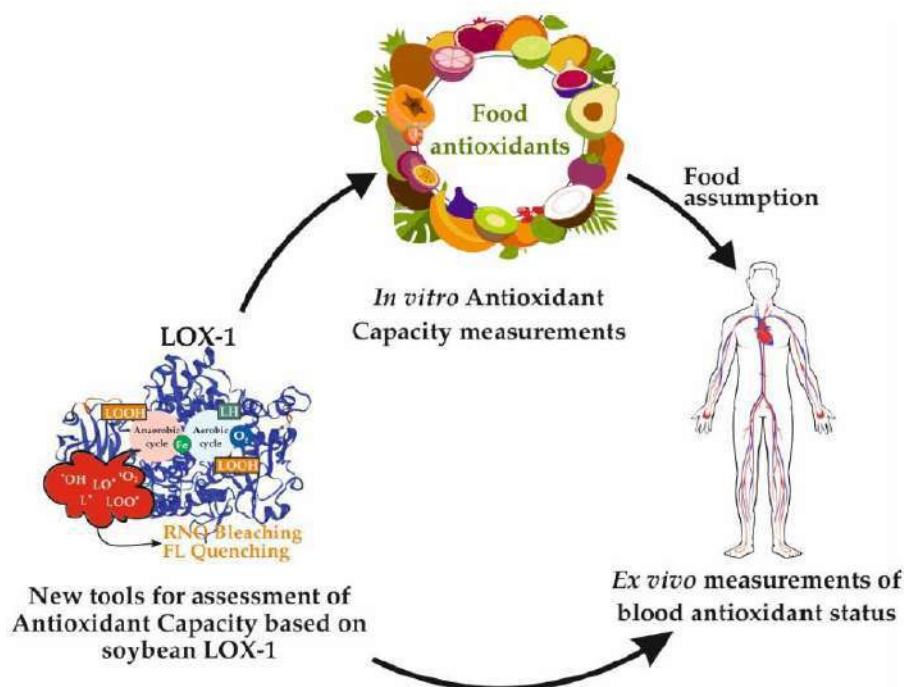 Food
antioxidants
Food
assumption
In vitro Antioxidant
Capacity measurements
LOX-1
LOOH
LH
Anaerobic
cycle
Fe
Aerobic
cycle
O₂
LOOH
•OH LO• ¹O₂
L• LOO•
RNO Bleaching
FL Quenching
New tools for assessment of
Antioxidant Capacity based on
soybean LOX-1
Ex vivo measurements of
blood antioxidant status